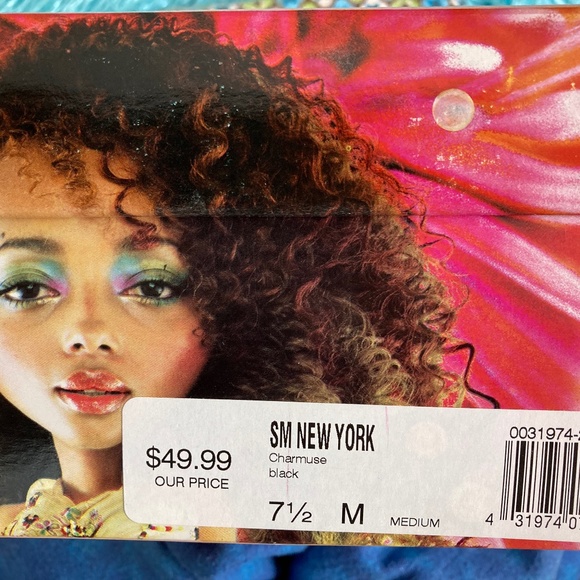 $49.99
OUR PRICE
SM NEW YORK
Charmuse
black
7½ M MEDIUM
0031974-
4 31974 0